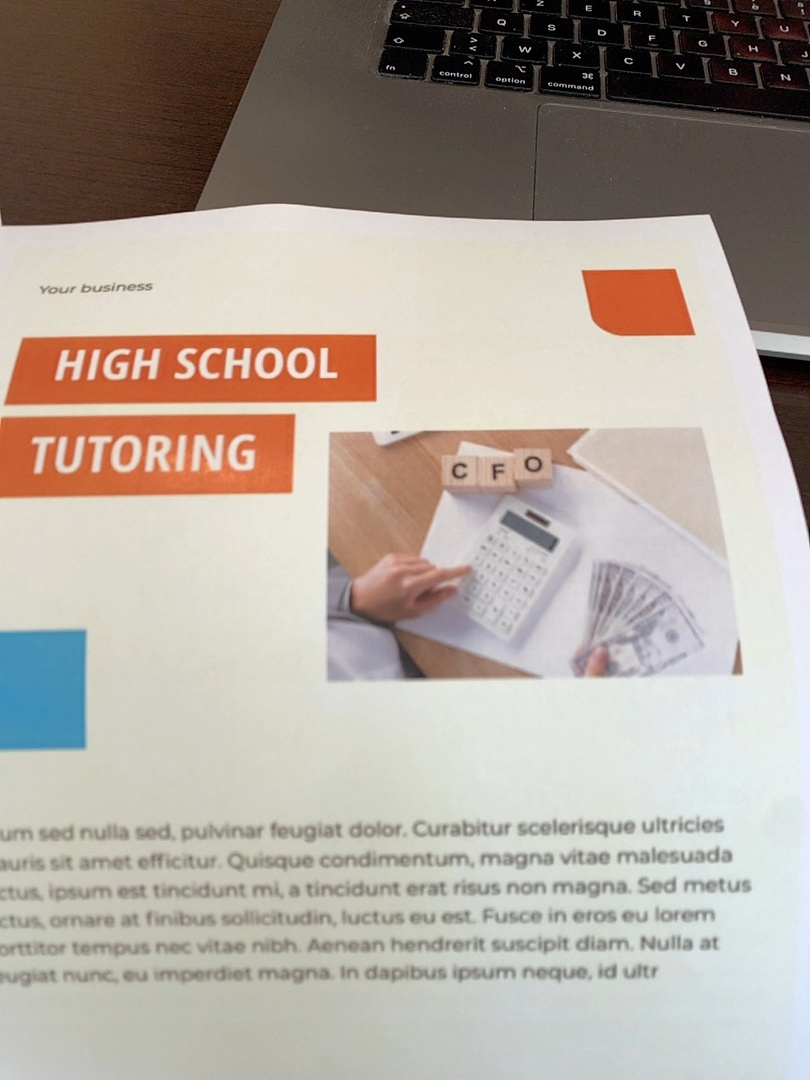 Q W E R T Y U
S D F G H J
fn control option command
⌘
> < X C V B N
Your business
HIGH SCHOOL
TUTORING
C F O
um sed nulla sed, pulvinar feugiat dolor. Curabitur scelerisque ultricies
auris sit amet efficitur. Quisque condimentum, magna vitae malesuada
ctus, ipsum est tincidunt mi, a tincidunt erat risus non magna. Sed metus
ctus, ornare at finibus sollicitudin, luctus eu est. Fusce in eros eu lorem
orttitor tempus nec vitae nibh. Aenean hendrerit suscipit diam. Nulla at
eugiat nunc, eu imperdiet magna. In dapibus ipsum neque, id ultr